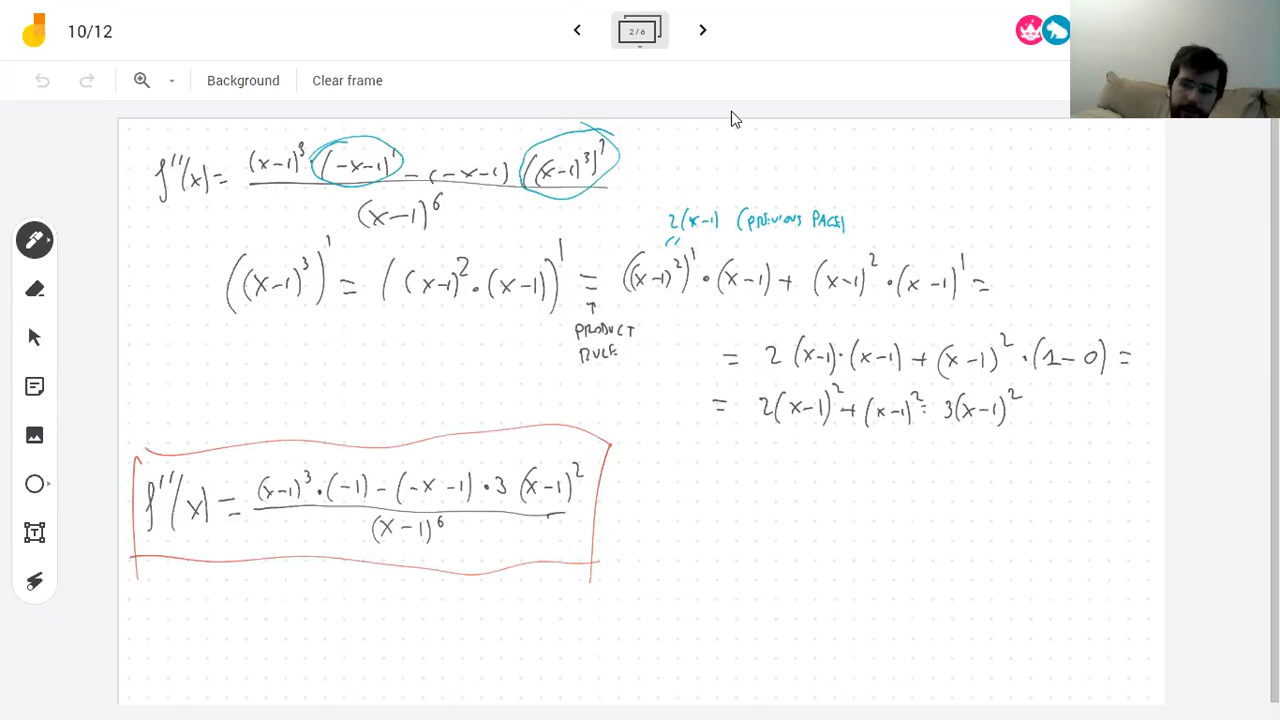 10/12
2 / 6
Background
Clear frame
f''(x) = ((x-1)^3 · (-x-1)' - (-x-1) ((x-1)^3)') / (x-1)^6
2(x-1) (PREVIOUS PAGE)
((x-1)^3)' = ((x-1)^2 · (x-1))' = ((x-1)^2)' · (x-1) + (x-1)^2 · (x-1)' =
PRODUCT
RULE
= 2 (x-1) · (x-1) + (x-1)^2 · (1-0) =
= 2(x-1)^2 + (x-1)^2 = 3(x-1)^2
f''(x) = ((x-1)^3 · (-1) - (-x-1) · 3 (x-1)^2) / (x-1)^6